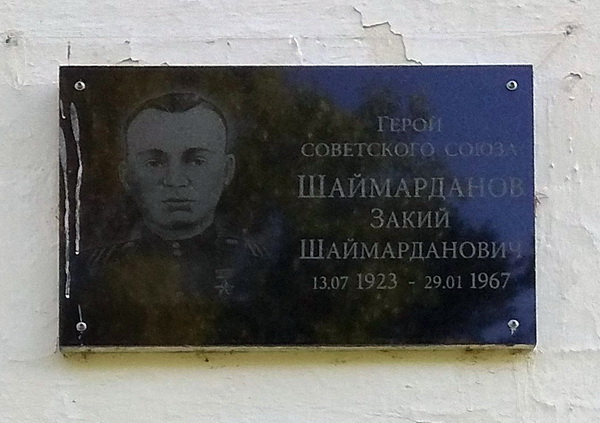 ГЕРОЙ
СОВЕТСКОГО СОЮЗА
ШАЙМАРДАНОВ
ЗАКИЙ
ШАЙМАРДАНОВИЧ
13.07 1923 - 29.01 1967